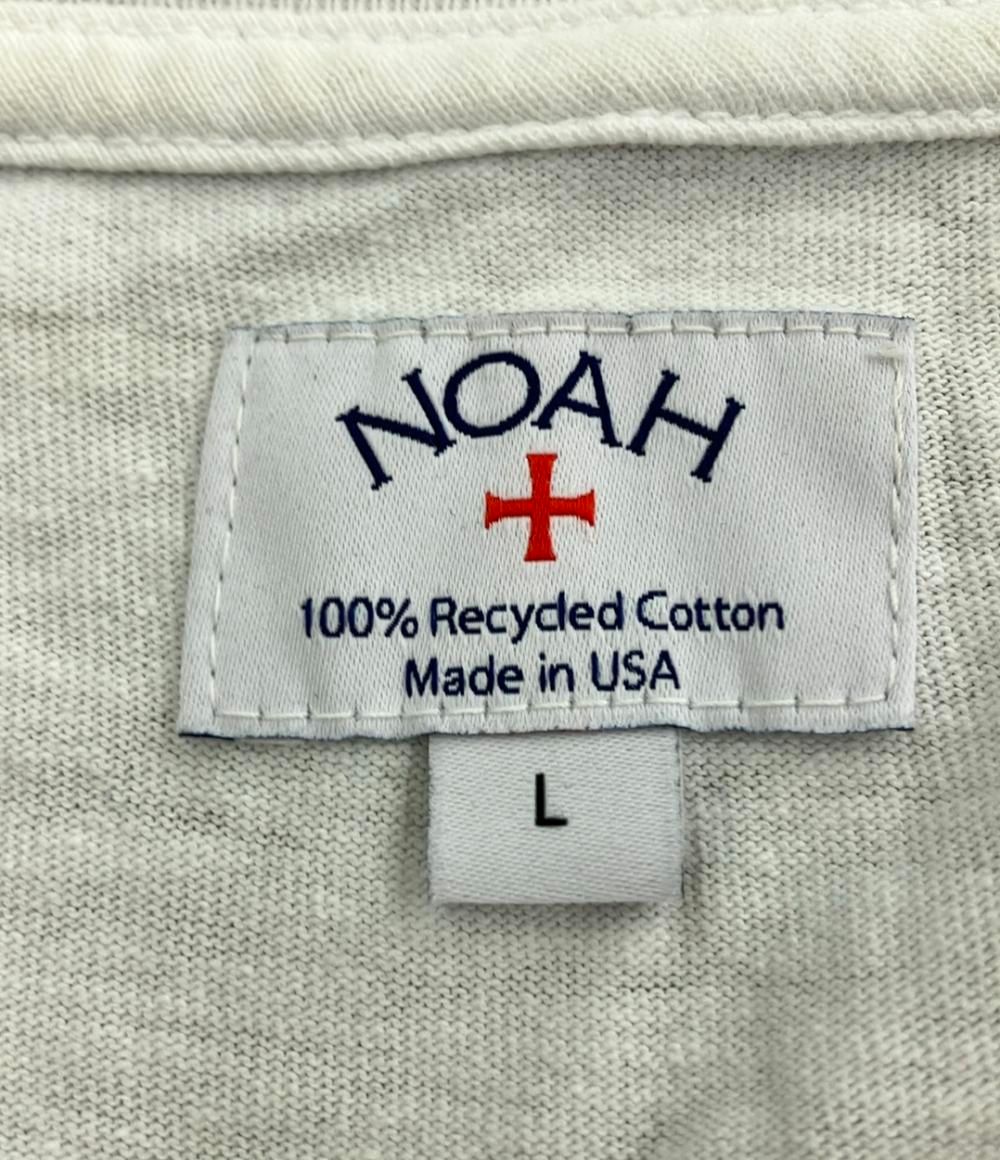 NOAH
100% Recycled Cotton
Made in USA
L